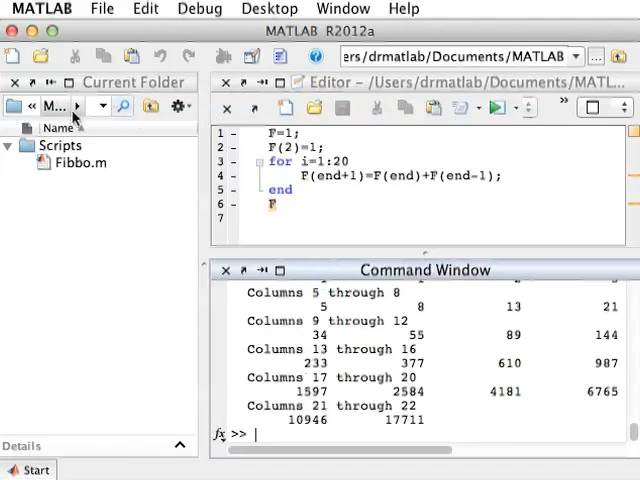 MATLAB File Edit Debug Desktop Window Help
MATLAB R2012a
ers/drmatlab/Documents/MATLAB
...
Current Folder
Editor - /Users/drmatlab/Documents/MATL...
« M...
Name
Scripts
Fibbo.m
1 - F=1;
2 - F(2)=1;
3 - for i=1:20
4 - F(end+1)=F(end)+F(end-1);
5 - end
6 - F
7
Command Window
Columns 5 through 8
5 8 13 21
Columns 9 through 12
34 55 89 144
Columns 13 through 16
233 377 610 987
Columns 17 through 20
1597 2584 4181 6765
Columns 21 through 22
10946 17711
fx >>
Details
Start